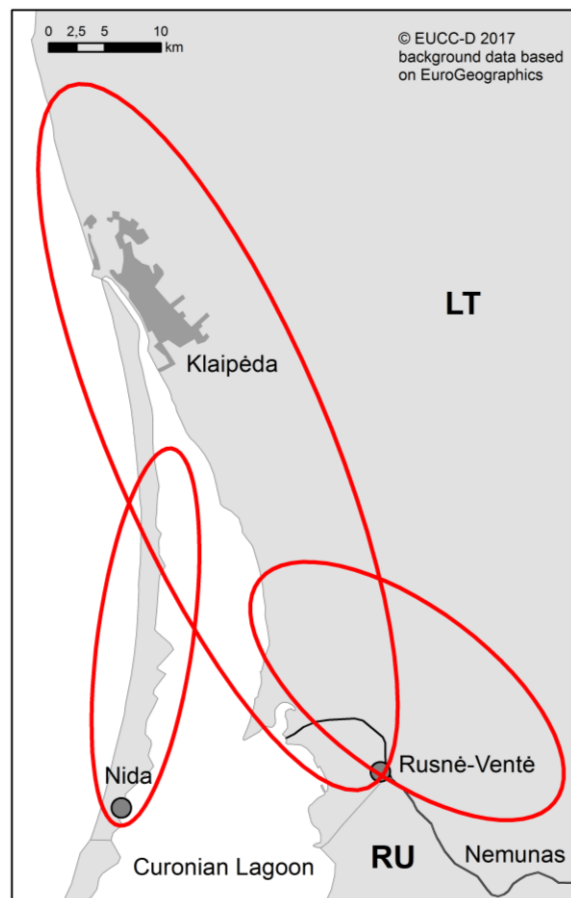 0 2,5 5 10
km
© EUCC-D 2017
background data based
on EuroGeographics
LT
Klaipėda
Nida
Rusnė-Ventė
Curonian Lagoon
RU
Nemunas